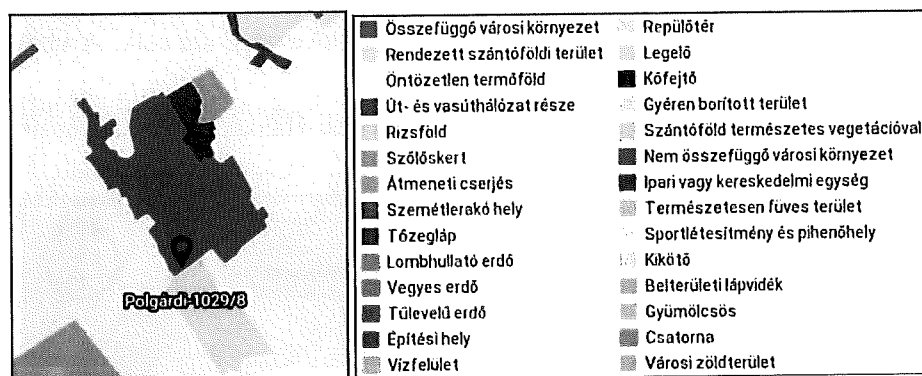 Polgárdi-1029/8
Összefüggő városi környezet
Rendezett szántóföldi terület
Öntözetlen termőföld
Út- és vasúthálózat része
Rizsföld
Szőlőskert
Átmeneti cserjés
Szemétlerakó hely
Tőzegláp
Lombhullató erdő
Vegyes erdő
Tűlevelű erdő
Építési hely
Vízfelület
Repülőtér
Legelő
Kőfejtő
Gyéren borított terület
Szántóföld természetes vegetációval
Nem összefüggő városi környezet
Ipari vagy kereskedelmi egység
Természetesen füves terület
Sportlétesítmény és pihenőhely
Kikötő
Belterületi lápvidék
Gyümölcsös
Csatorna
Városi zöldterület